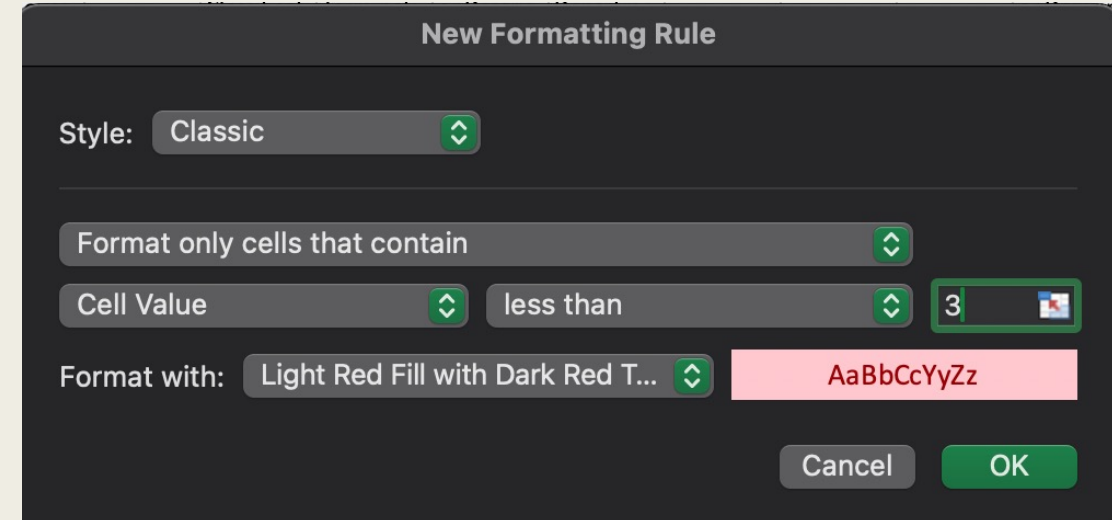 New Formatting Rule
Style: Classic
Format only cells that contain
Cell Value less than 3
Format with: Light Red Fill with Dark Red T... AaBbCcYyZz
Cancel OK